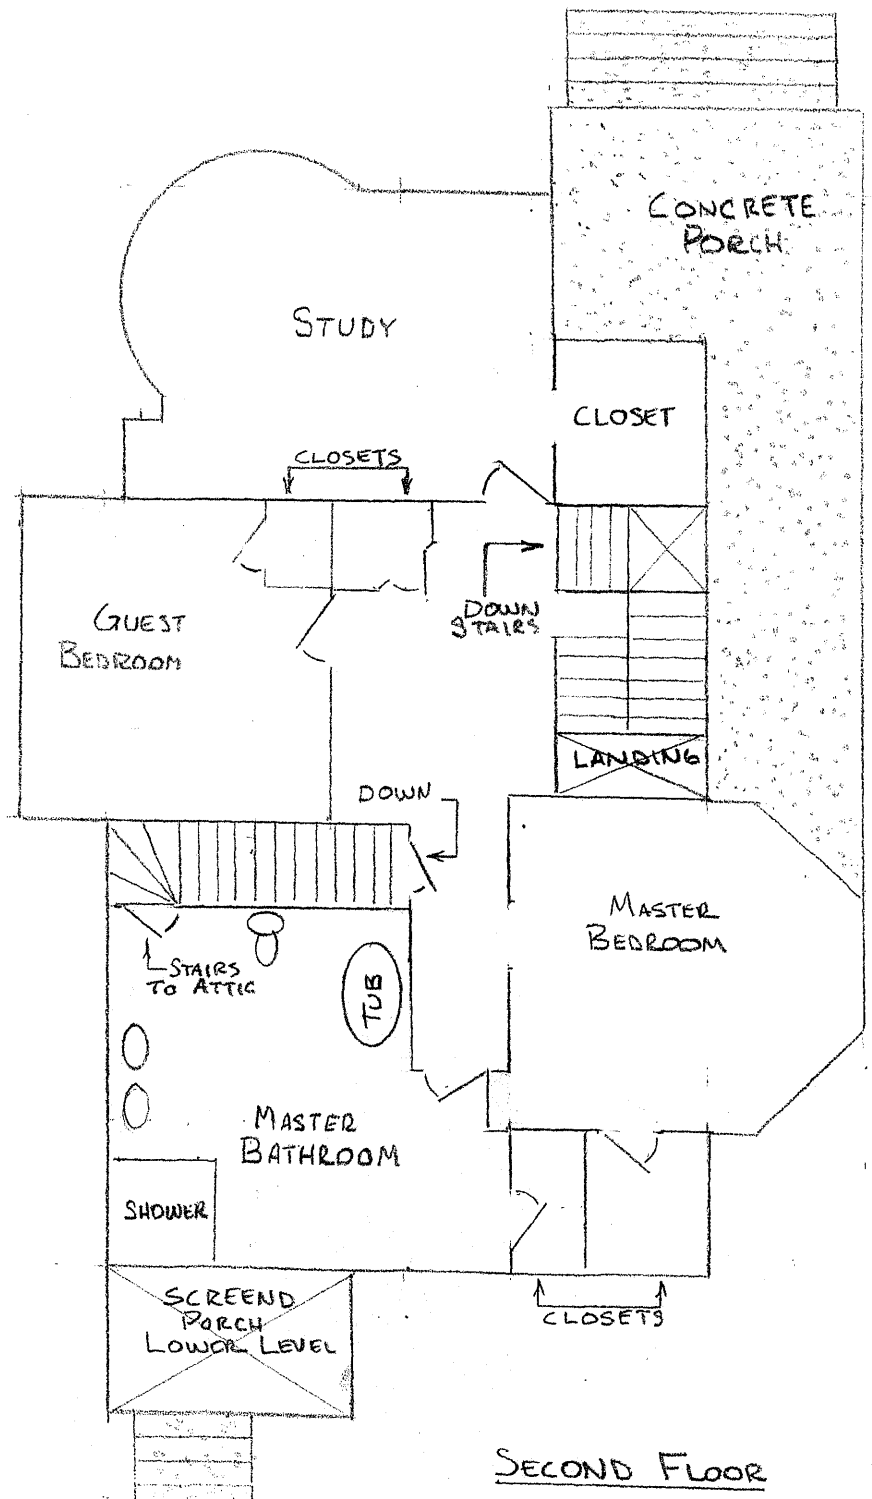 CONCRETE
PORCH
STUDY
CLOSET
CLOSETS
DOWN
STAIRS
GUEST
BEDROOM
LANDING
DOWN
MASTER
BEDROOM
STAIRS
TO ATTIC
TUB
MASTER
BATHROOM
SHOWER
SCREEND
PORCH
LOWER LEVEL
CLOSETS
SECOND FLOOR